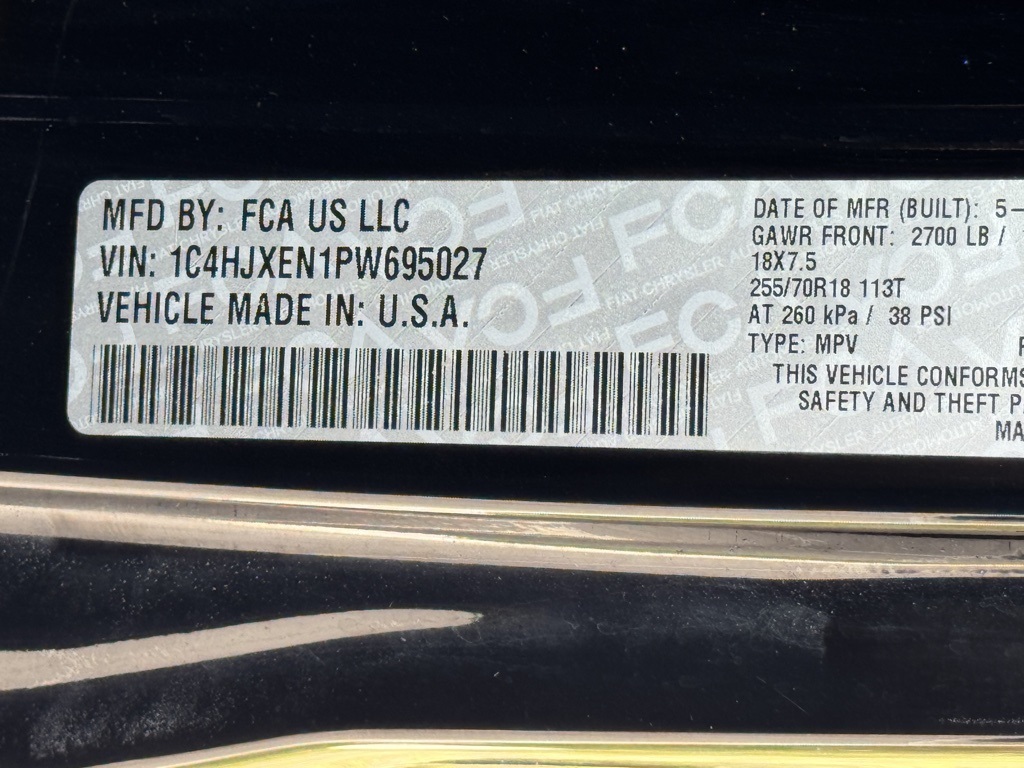 MFD BY: FCA US LLC
VIN: 1C4HJXEN1PW695027
VEHICLE MADE IN: U.S.A.
DATE OF MFR (BUILT): 5-
GAWR FRONT: 2700 LB /
18X7.5
255/70R18 113T
AT 260 kPa / 38 PSI
TYPE: MPV
THIS VEHICLE CONFORMS
SAFETY AND THEFT P
MA